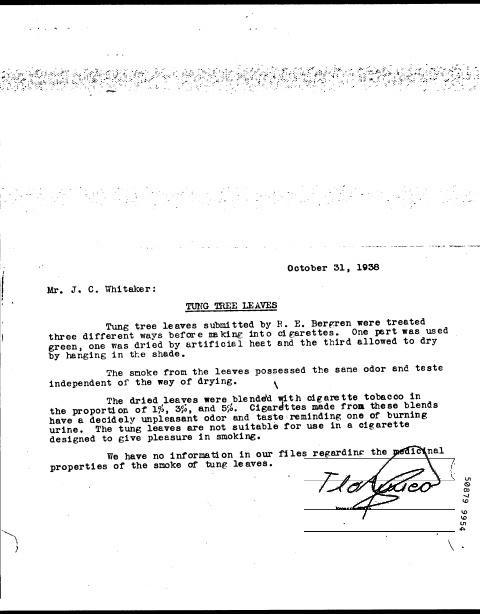 October 31, 1938
Mr. J. C. Whitaker:
TUNG TREE LEAVES
Tung tree leaves submitted by R. E. Bergren were treated
three different ways before making into cigarettes. One part was used
green, one was dried by artificial heat and the third allowed to dry
by hanging in the shade.
The smoke from the leaves possessed the same odor and taste
independent of the way of drying.
The dried leaves were blended with cigarette tobacco in
the proportion of 1%, 3%, and 5%. Cigarettes made from these blends
have a decidely unpleasant odor and taste reminding one of burning
urine. The tung leaves are not suitable for use in a cigarette
designed to give pleasure in smoking.
We have no information in our files regarding the medicinal
properties of the smoke of tung leaves.
50879 9954